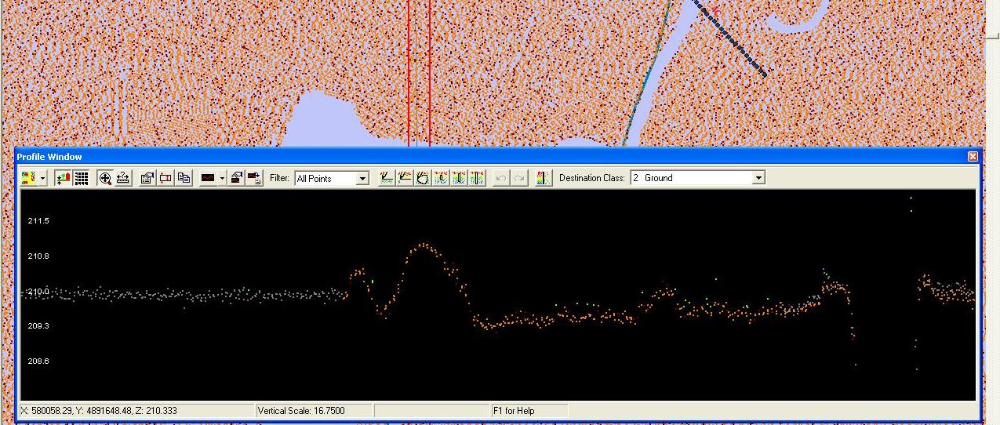 Profile Window
Filter: All Points Destination Class: 2 Ground
211.5
210.8
210.0
209.3
208.6
X: 580058.29, Y: 4891648.48, Z: 210.333 Vertical Scale: 16.7500 F1 for Help